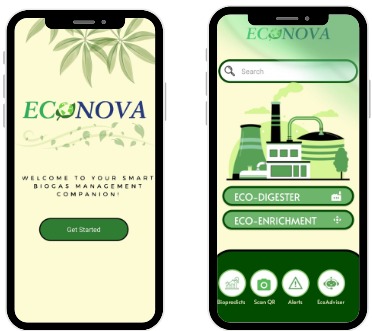 ECONOVA
WELCOME TO YOUR SMART
BIOGAS MANAGEMENT
COMPANION!
Get Started
ECONOVA
Search
ECO-DIGESTER
ECO-ENRICHMENT
Biopredicts Scan QR Alerts EcoAdviser